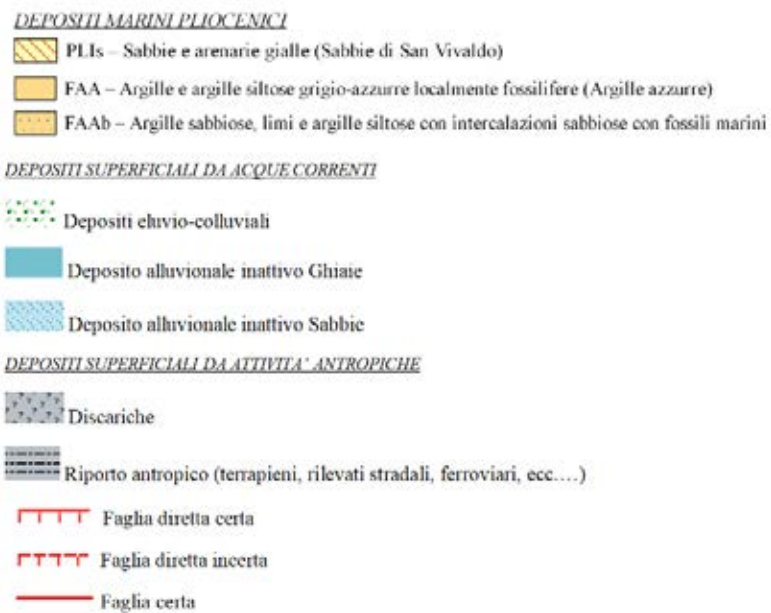 DEPOSITI MARINI PLIOCENICI
PLIs – Sabbie e arenarie gialle (Sabbie di San Vivaldo)
FAA – Argille e argille siltose grigio-azzurre localmente fossilifere (Argille azzurre)
FAAb – Argille sabbiose, limi e argille siltose con intercalazioni sabbiose con fossili marini
DEPOSITI SUPERFICIALI DA ACQUE CORRENTI
Depositi eluvio-colluviali
Deposito alluvionale inattivo Ghiaie
Deposito alluvionale inattivo Sabbie
DEPOSITI SUPERFICIALI DA ATTIVITA' ANTROPICHE
Discariche
Riporto antropico (terrapieni, rilevati stradali, ferroviari, ecc.…)
Faglia diretta certa
Faglia diretta incerta
Faglia certa